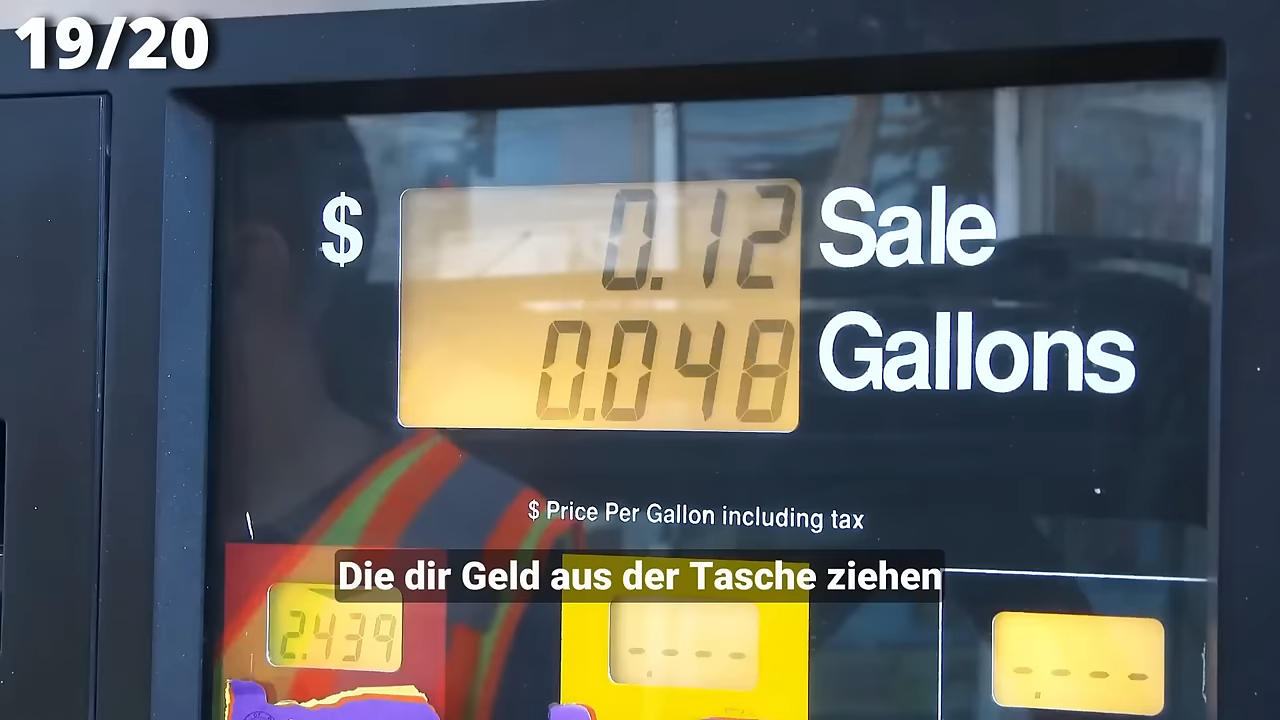 19/20
$ 0.12 Sale
0.048 Gallons
$ Price Per Gallon including tax
Die dir Geld aus der Tasche ziehen
2.439